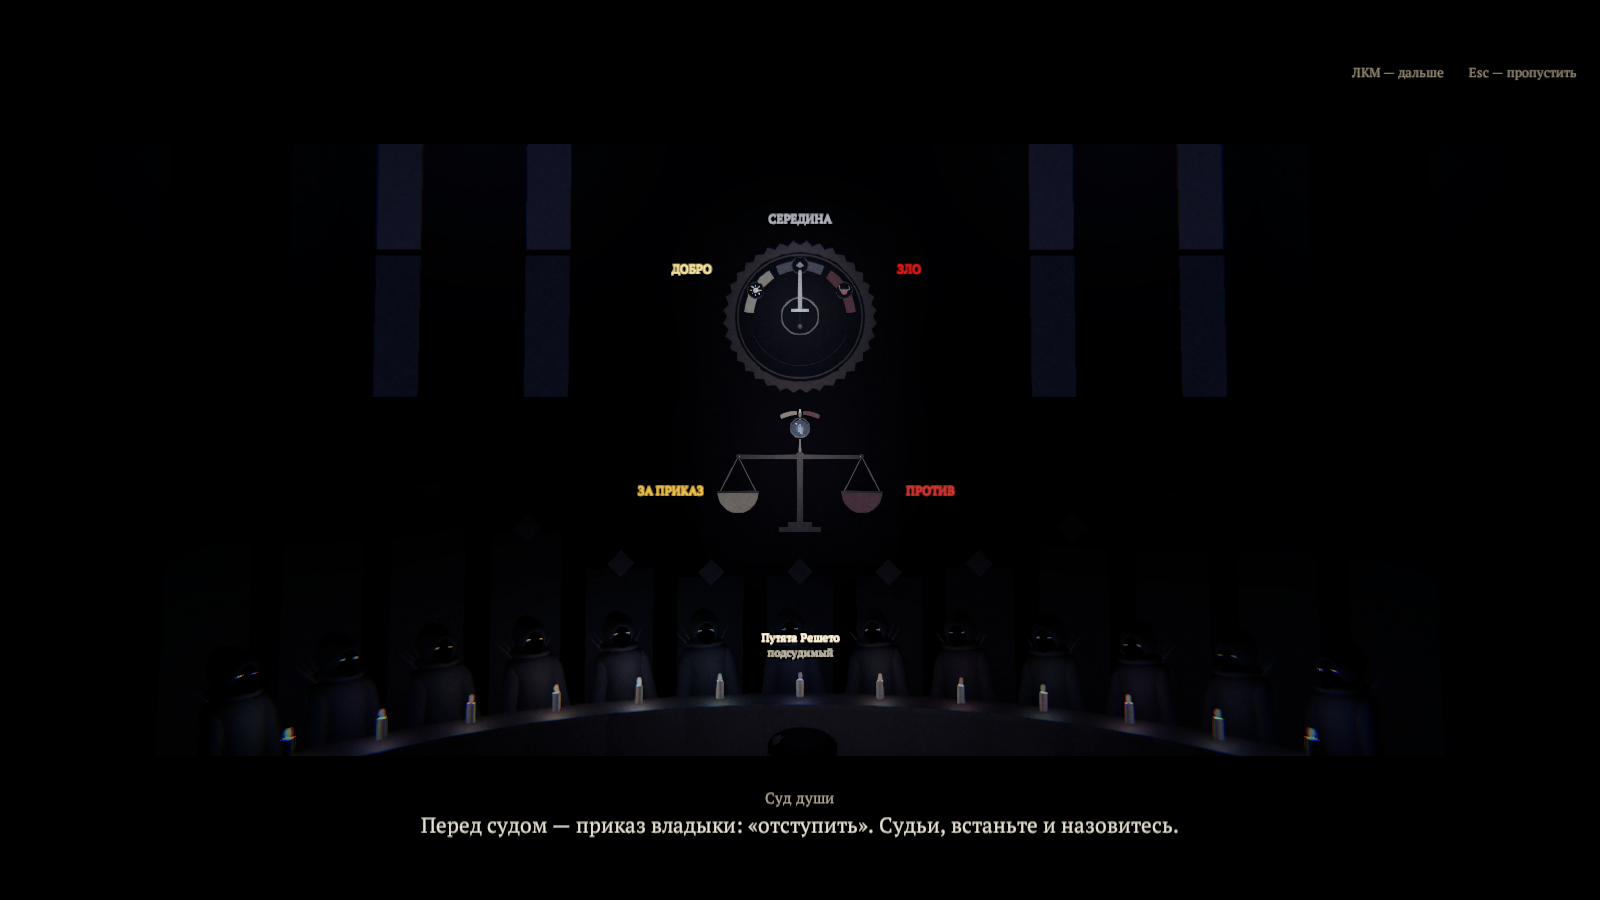 ЛКМ — дальше Esc — пропустить
СЕРЕДИНА
ДОБРО ЗЛО
ЗА ПРИКАЗ ПРОТИВ
Путята Решето
подсудимый
Суд души
Перед судом — приказ владыки: «отступить». Судьи, встаньте и назовитесь.